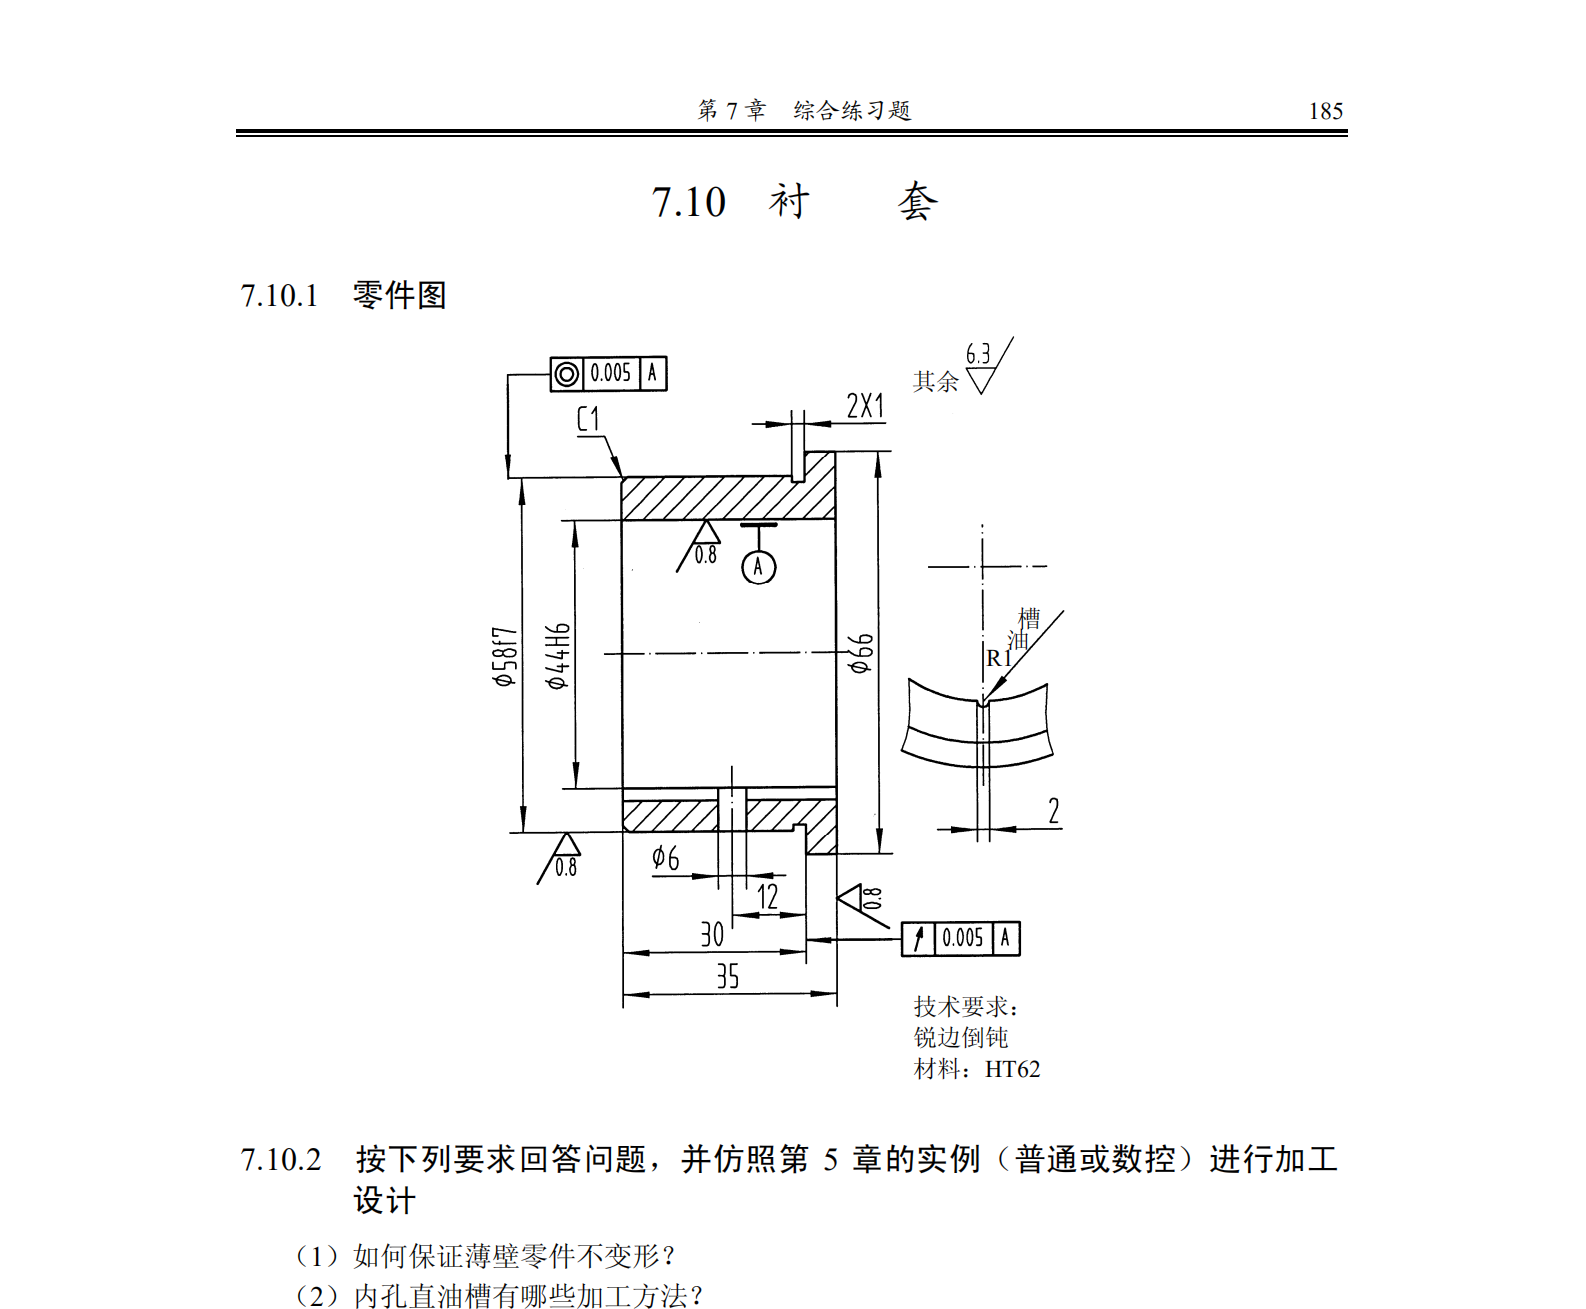 第 7 章 综合练习题 185
7.10 衬 套
7.10.1 零件图
◎ 0.005 A
其余 6.3
C1
2X1
0.8
A
φ58f7
φ44H6
φ66
槽
油
R1
2
0.8
φ6
12
0.8
30
↗ 0.005 A
35
技术要求：
锐边倒钝
材料：HT62
7.10.2 按下列要求回答问题，并仿照第 5 章的实例（普通或数控）进行加工
设计
（1）如何保证薄壁零件不变形？
（2）内孔直油槽有哪些加工方法？